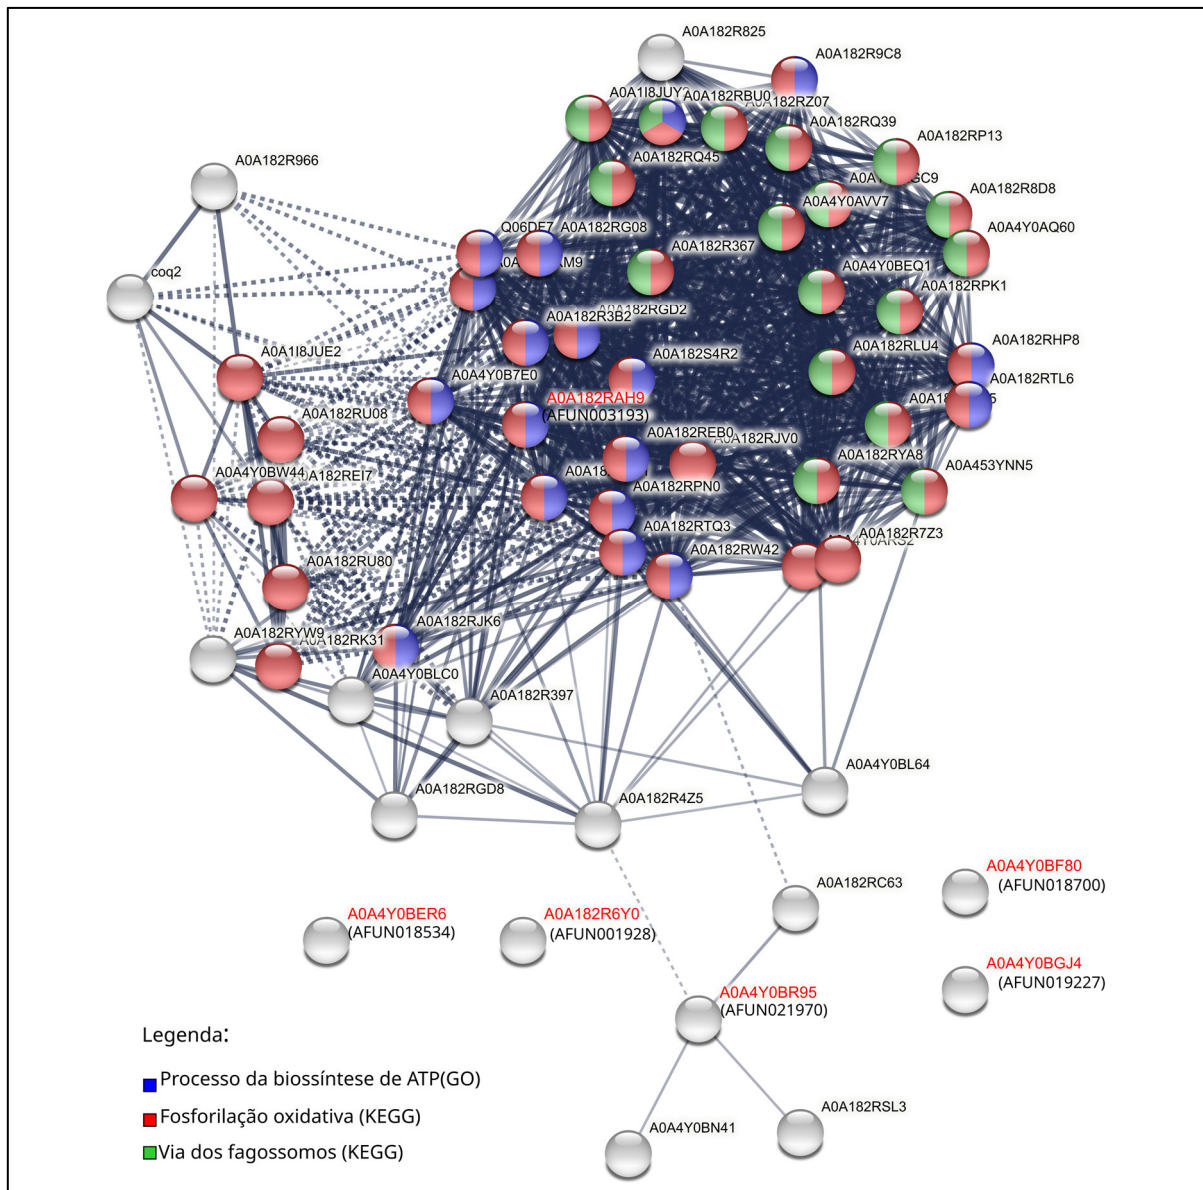 A0A182R825
A0A182R9C8
A0A1I8JUY
A0A182RBU0
A0A182RZ07
A0A182RQ39
A0A182RP13
A0A182RQ45
A0A182R966
A0A182R8D8
A0A4Y0AVV7
Q06DF7
A0A182RG08
A0A4Y0AQ60
A0A182R367
coq2
A0A4Y0BEQ1
A0A182RPK1
A0A182R3B2
A0A182RGD2
A0A182RHP8
A0A182RLU4
A0A1I8JUE2
A0A182S4R2
A0A4Y0B7E0
A0A182RTL6
A0A182RAH9
(AFUN003193)
A0A182RU08
A0A182REB0
A0A182RJV0
A0A182RYA8
A0A453YNN5
A0A4Y0BW44
A0A182REI7
A0A182RPN0
A0A182RTQ3
A0A182R7Z3
A0A182RW42
A0A182RU80
A0A182RJK6
A0A182RYW9
A0A182RK31
A0A4Y0BLC0
A0A182R397
A0A4Y0BL64
A0A182RGD8
A0A182R4Z5
A0A4Y0BF80
(AFUN018700)
A0A182RC63
A0A4Y0BER6
(AFUN018534)
A0A182R6Y0
(AFUN001928)
A0A4Y0BGJ4
(AFUN019227)
A0A4Y0BR95
(AFUN021970)
Legenda:
Processo da biossíntese de ATP(GO)
Fosforilação oxidativa (KEGG)
Via dos fagossomos (KEGG)
A0A182RSL3
A0A4Y0BN41